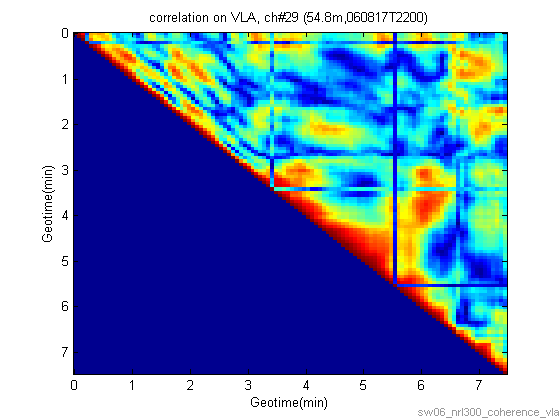 correlation on VLA, ch#29 (54.8m,060817T2200)
0
1
2
3
4
5
6
7
Geotime(min)
0 1 2 3 4 5 6 7
Geotime(min)
sw06_nrl300_coherence_vla